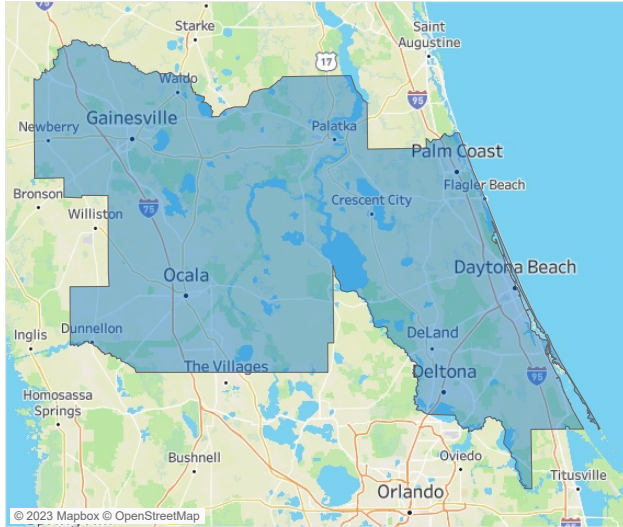 Starke
Saint
Augustine
17
95
Waldo
Gainesville
Newberry
Palatka
Palm Coast
Flagler Beach
Bronson
Crescent City
75
Williston
Ocala
Daytona Beach
Inglis
Dunnellon
DeLand
The Villages
Deltona
95
Homosassa
Springs
Bushnell
Oviedo
Titusville
Orlando
© 2023 Mapbox © OpenStreetMap